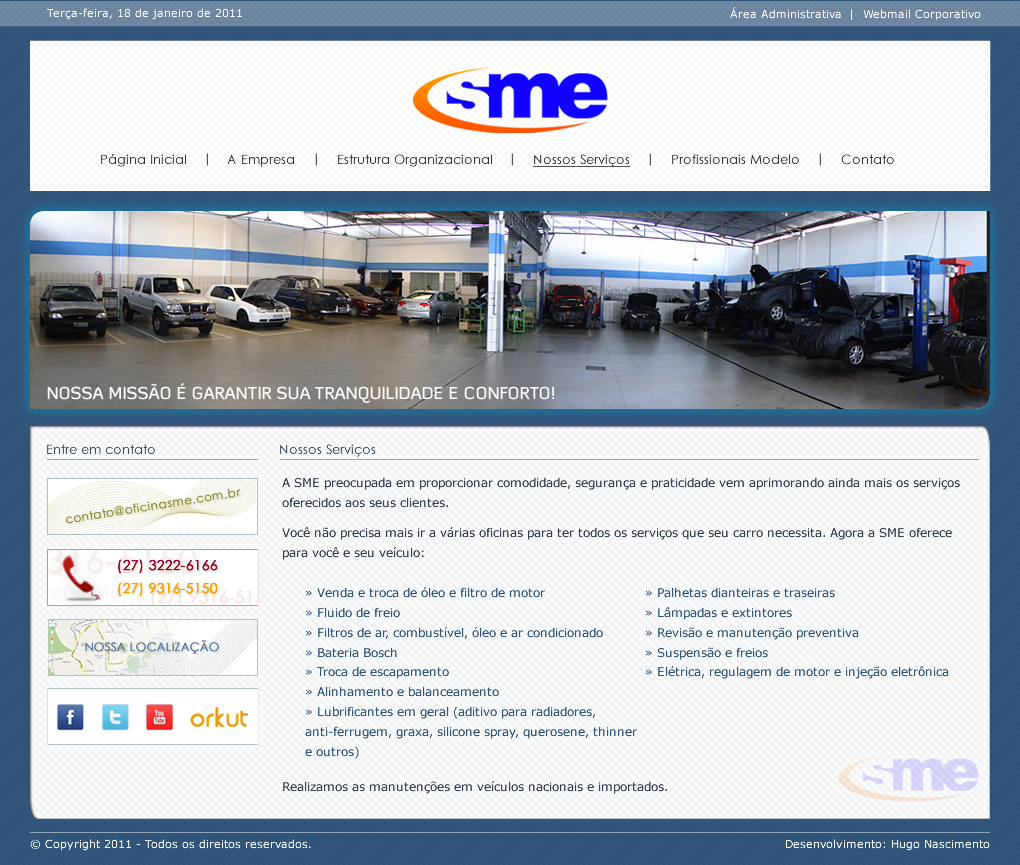 Terça-feira, 18 de janeiro de 2011
Área Administrativa | Webmail Corporativo
sme
Página Inicial | A Empresa | Estrutura Organizacional | Nossos Serviços | Profissionais Modelo | Contato
NOSSA MISSÃO É GARANTIR SUA TRANQUILIDADE E CONFORTO!
Entre em contato
contato@oficinasme.com.br
(27) 3222-6166
(27) 9316-5150
NOSSA LOCALIZAÇÃO
f t You Tube orkut
Nossos Serviços
A SME preocupada em proporcionar comodidade, segurança e praticidade vem aprimorando ainda mais os serviços
oferecidos aos seus clientes.
Você não precisa mais ir a várias oficinas para ter todos os serviços que seu carro necessita. Agora a SME oferece
para você e seu veículo:
» Venda e troca de óleo e filtro de motor
» Fluido de freio
» Filtros de ar, combustível, óleo e ar condicionado
» Bateria Bosch
» Troca de escapamento
» Alinhamento e balanceamento
» Lubrificantes em geral (aditivo para radiadores,
anti-ferrugem, graxa, silicone spray, querosene, thinner
e outros)
» Palhetas dianteiras e traseiras
» Lâmpadas e extintores
» Revisão e manutenção preventiva
» Suspensão e freios
» Elétrica, regulagem de motor e injeção eletrônica
Realizamos as manutenções em veículos nacionais e importados.
sme
© Copyright 2011 - Todos os direitos reservados.
Desenvolvimento: Hugo Nascimento